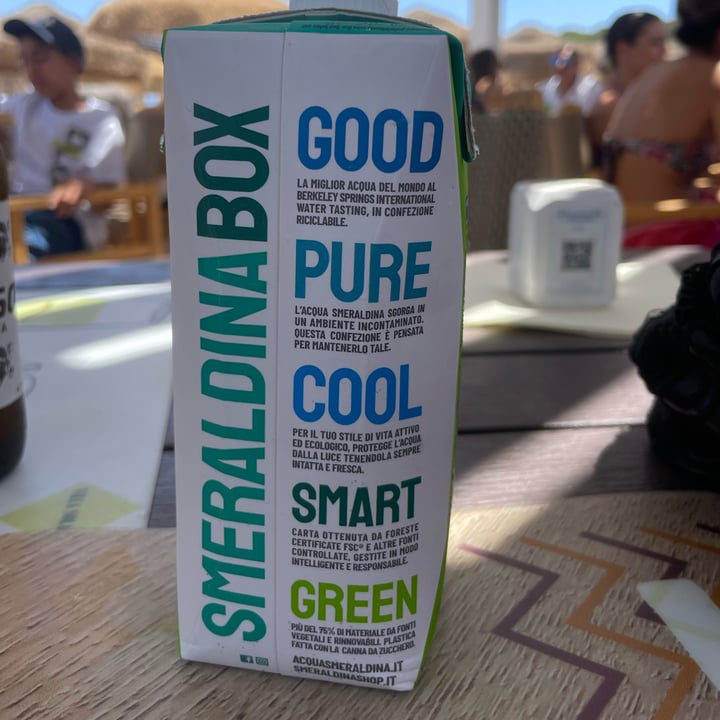 SMERALDINA BOX
GOOD
LA MIGLIOR ACQUA DEL MONDO AL
BERKELEY SPRINGS INTERNATIONAL
WATER TASTING, IN CONFEZIONE
RICICLABILE.
PURE
L'ACQUA SMERALDINA SGORGA IN
UN AMBIENTE INCONTAMINATO.
QUESTA CONFEZIONE È PENSATA
PER MANTENERLO TALE.
COOL
PER IL TUO STILE DI VITA ATTIVO
ED ECOLOGICO, PROTEGGE L'ACQUA
DALLA LUCE TENENDOLA SEMPRE
INTATTA E FRESCA.
SMART
CARTA OTTENUTA DA FORESTE
CERTIFICATE FSC® E ALTRE FONTI
CONTROLLATE, GESTITE IN MODO
INTELLIGENTE E RESPONSABILE.
GREEN
PIÙ DEL 75% DI MATERIALE DA FONTI
VEGETALI E RINNOVABILI. PLASTICA
FATTA CON LA CANNA DA ZUCCHERO.
ACQUASMERALDINA.IT
SMERALDINASHOP.IT